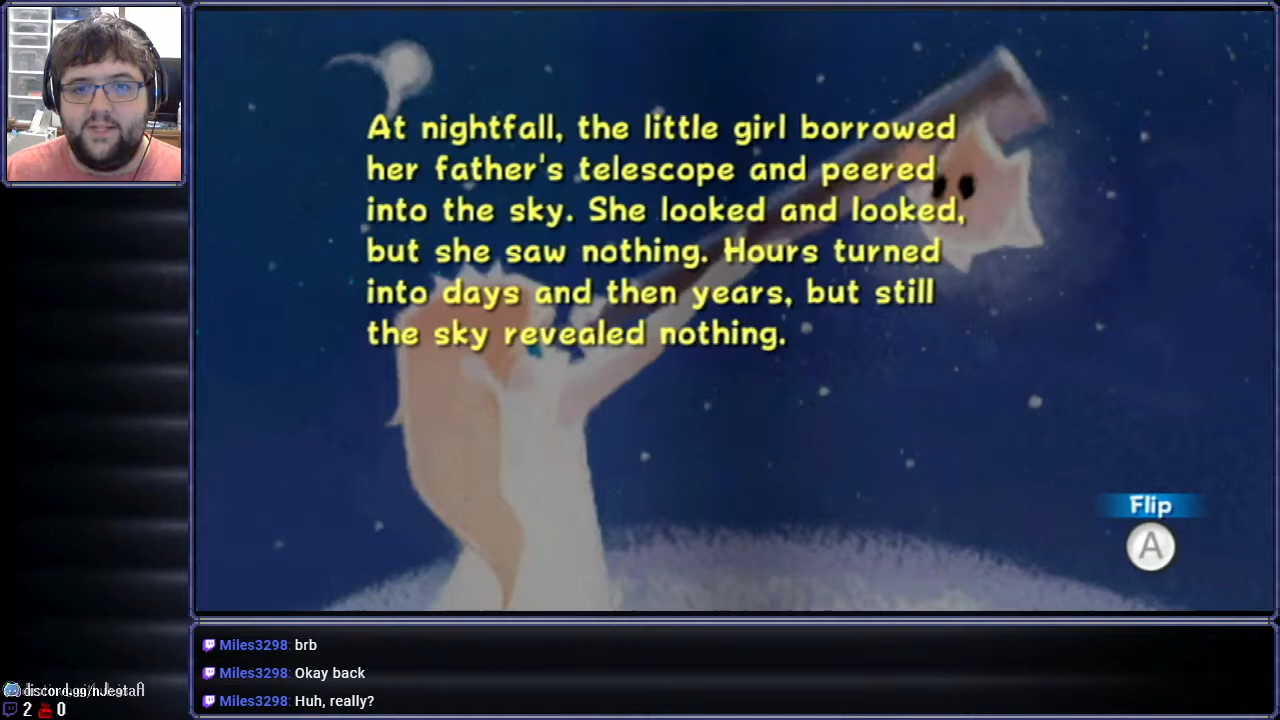 At nightfall, the little girl borrowed
her father's telescope and peered
into the sky. She looked and looked,
but she saw nothing. Hours turned
into days and then years, but still
the sky revealed nothing.
Flip
A
Miles3298: brb
Miles3298: Okay back
Miles3298: Huh, really?
2 0